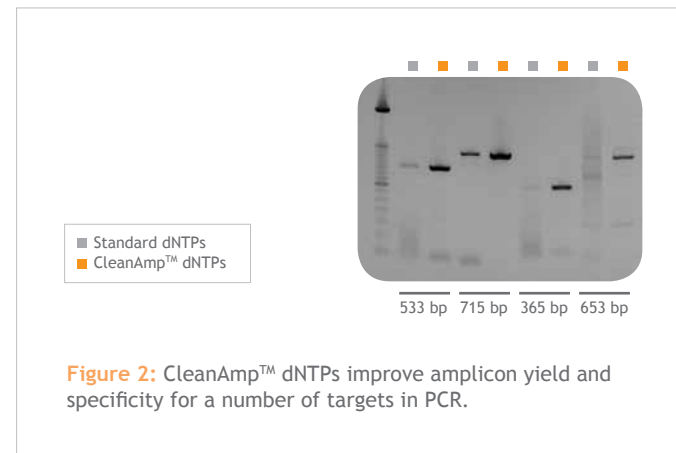 Standard dNTPs
CleanAmp™ dNTPs
533 bp 715 bp 365 bp 653 bp
Figure 2: CleanAmp™ dNTPs improve amplicon yield and
specificity for a number of targets in PCR.